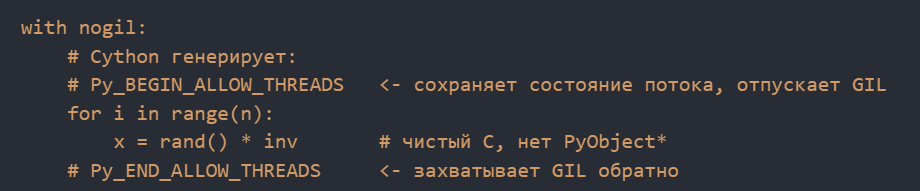 with nogil:
    # Cython генерирует:
    # Py_BEGIN_ALLOW_THREADS   <- сохраняет состояние потока, отпускает GIL
    for i in range(n):
        x = rand() * inv       # чистый C, нет PyObject*
    # Py_END_ALLOW_THREADS     <- захватывает GIL обратно